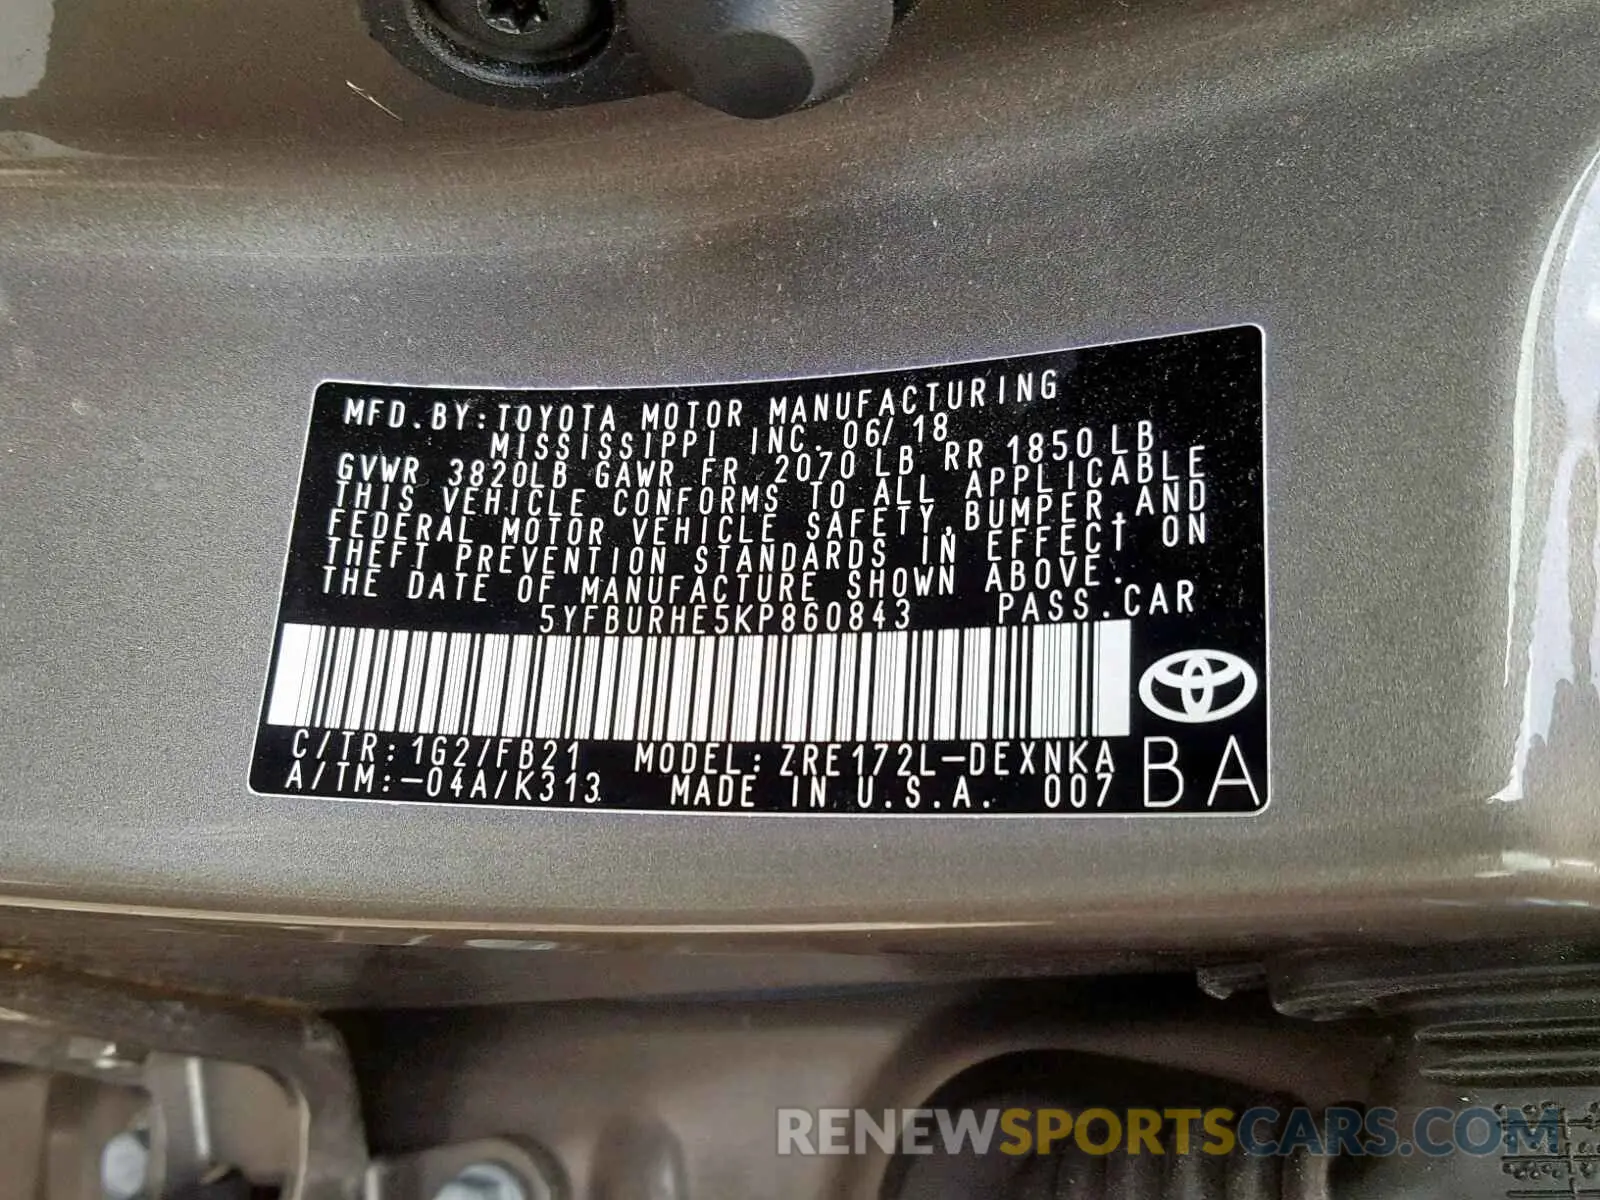 MFD.BY:TOYOTA MOTOR MANUFACTURING
MISSISSIPPI INC. 06/18
GVWR 3820LB GAWR FR 2070LB RR 1850LB
THIS VEHICLE CONFORMS TO ALL APPLICABLE
FEDERAL MOTOR VEHICLE SAFETY,BUMPER,AND
THEFT PREVENTION STANDARDS IN EFFECT ON
THE DATE OF MANUFACTURE SHOWN ABOVE.
5YFBURHE5KP860843 PASS.CAR
C/TR:1G2/FB21 MODEL:ZRE172L-DEXNKA
A/TM:-04A/K313 MADE IN U.S.A. 007
BA
RENEWSPORTSCARS.COM